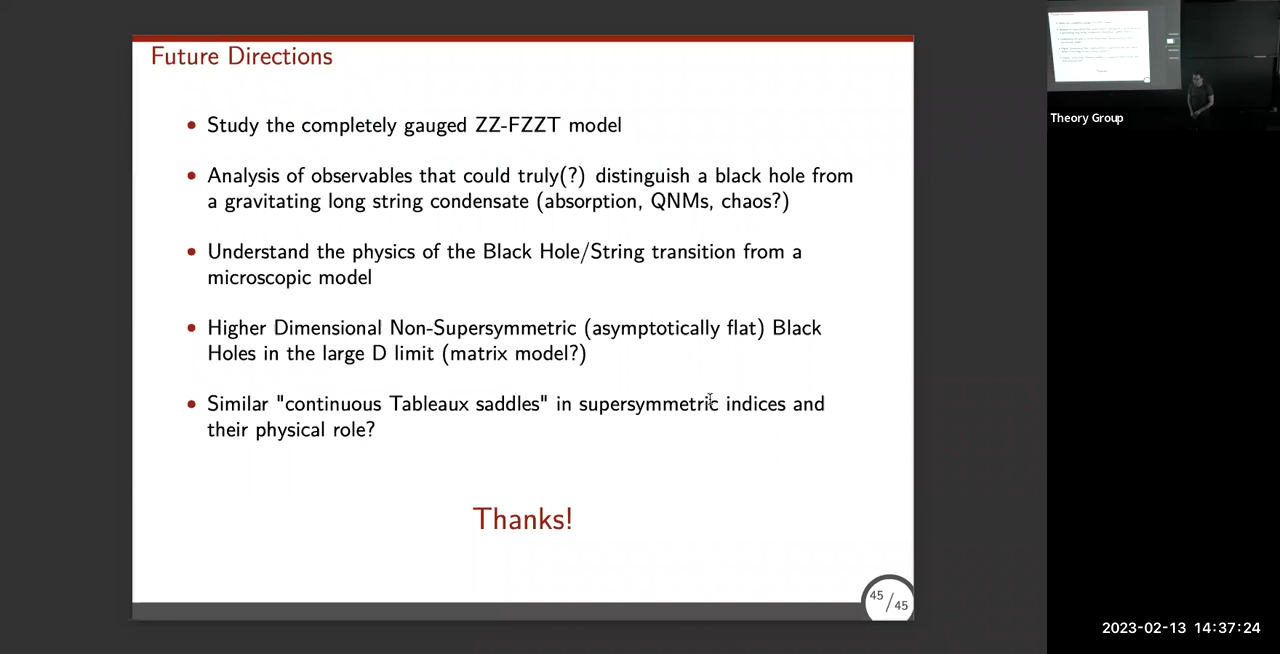 Future Directions
• Study the completely gauged ZZ-FZZT model
• Analysis of observables that could truly(?) distinguish a black hole from
a gravitating long string condensate (absorption, QNMs, chaos?)
• Understand the physics of the Black Hole/String transition from a
microscopic model
• Higher Dimensional Non-Supersymmetric (asymptotically flat) Black
Holes in the large D limit (matrix model?)
• Similar "continuous Tableaux saddles" in supersymmetric indices and
their physical role?
Thanks!
45/45
Theory Group
2023-02-13 14:37:24